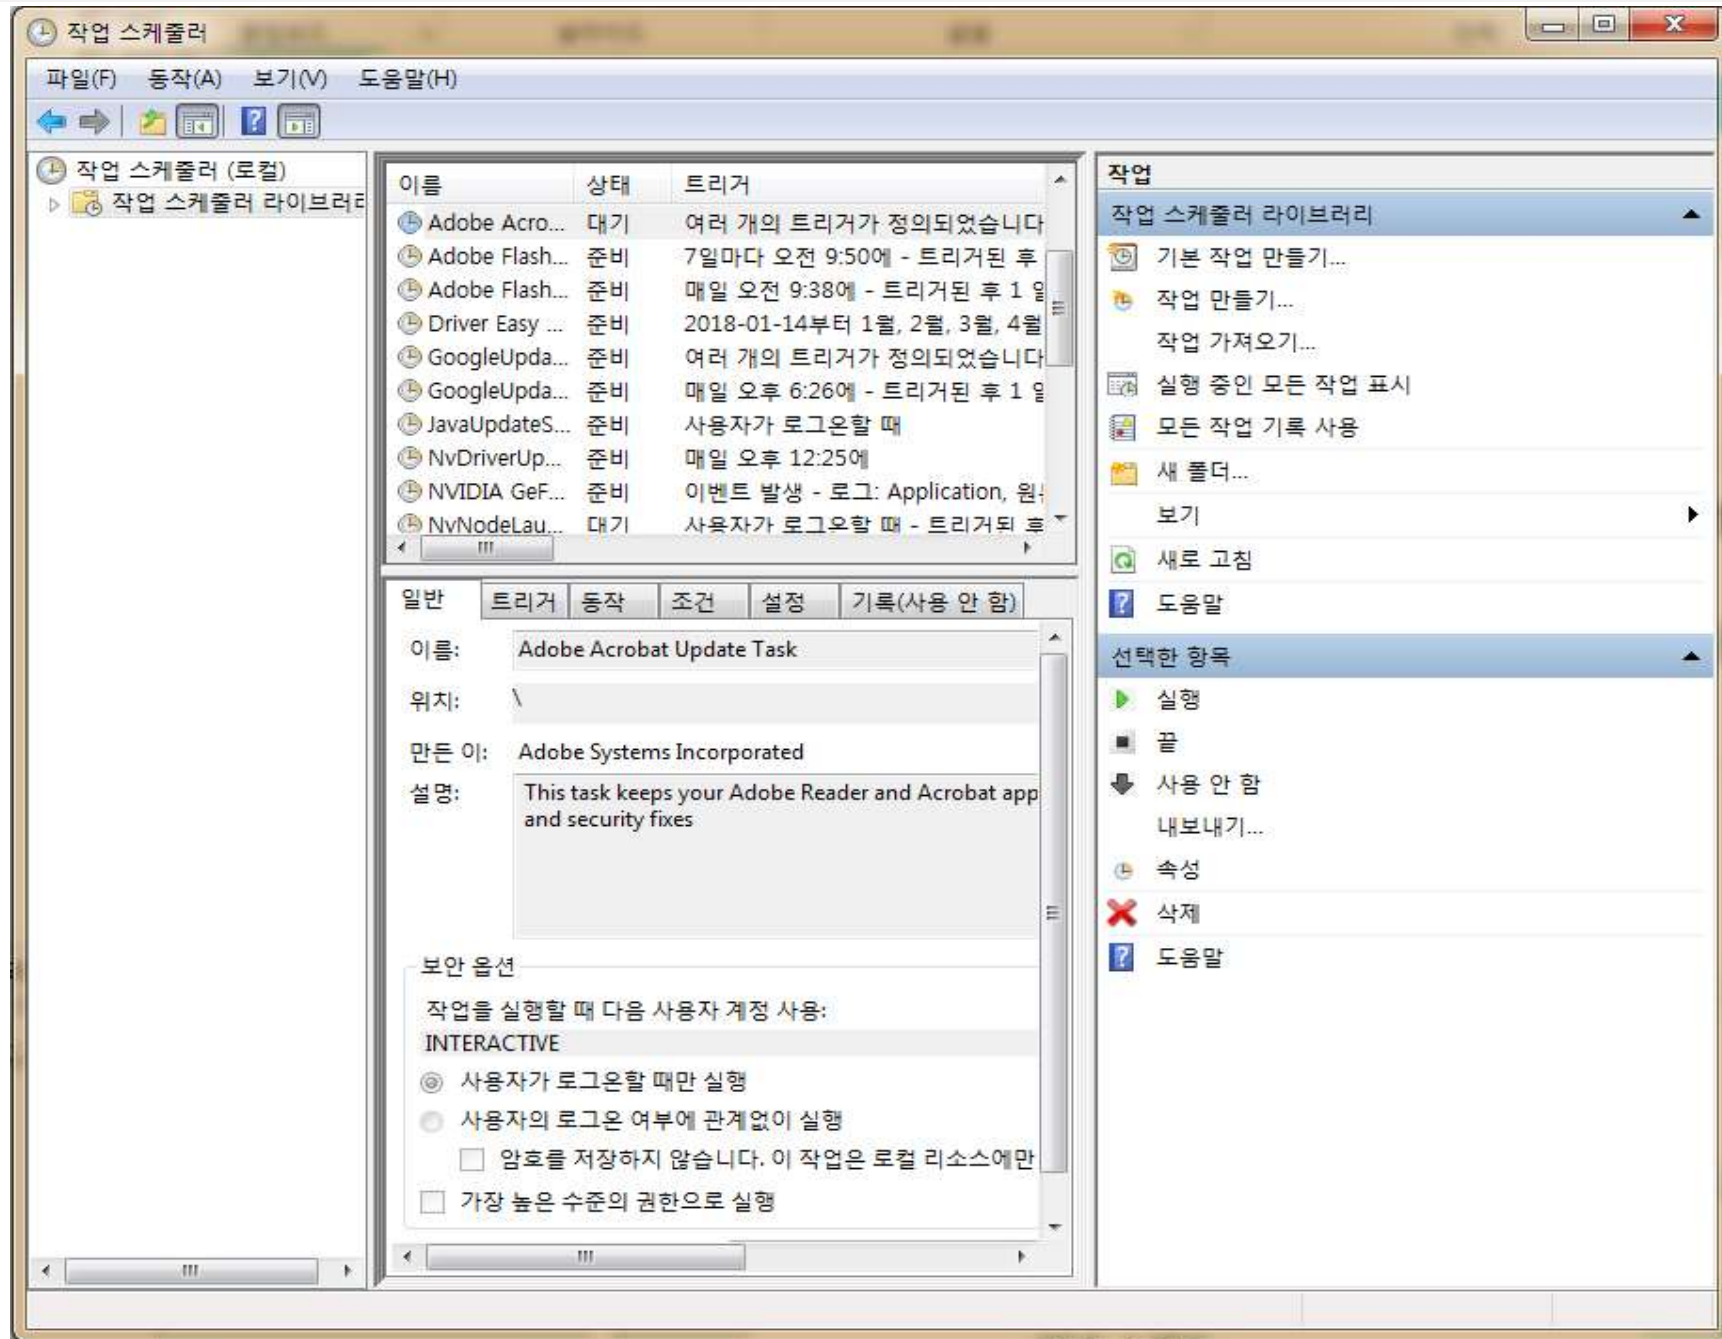 작업 스케줄러
파일(F) 동작(A) 보기(V) 도움말(H)
작업 스케줄러 (로컬)
작업 스케줄러 라이브러리
이름 상태 트리거
Adobe Acro... 대기 여러 개의 트리거가 정의되었습니다
Adobe Flash... 준비 7일마다 오전 9:50에 - 트리거된 후
Adobe Flash... 준비 매일 오전 9:38에 - 트리거된 후 1 일
Driver Easy ... 준비 2018-01-14부터 1월, 2월, 3월, 4월
GoogleUpda... 준비 여러 개의 트리거가 정의되었습니다
GoogleUpda... 준비 매일 오후 6:26에 - 트리거된 후 1 일
JavaUpdateS... 준비 사용자가 로그온할 때
NvDriverUp... 준비 매일 오후 12:25에
NVIDIA GeF... 준비 이벤트 발생 - 로그: Application, 원
NvNodeLau... 대기 사용자가 로그온할 때 - 트리거된 후
일반 트리거 동작 조건 설정 기록(사용 안 함)
이름: Adobe Acrobat Update Task
위치: \
만든 이: Adobe Systems Incorporated
설명: This task keeps your Adobe Reader and Acrobat app
and security fixes
보안 옵션
작업을 실행할 때 다음 사용자 계정 사용:
INTERACTIVE
사용자가 로그온할 때만 실행
사용자의 로그온 여부에 관계없이 실행
암호를 저장하지 않습니다. 이 작업은 로컬 리소스에만
가장 높은 수준의 권한으로 실행
작업
작업 스케줄러 라이브러리
기본 작업 만들기...
작업 만들기...
작업 가져오기...
실행 중인 모든 작업 표시
모든 작업 기록 사용
새 폴더...
보기
새로 고침
도움말
선택한 항목
실행
끝
사용 안 함
내보내기...
속성
삭제
도움말